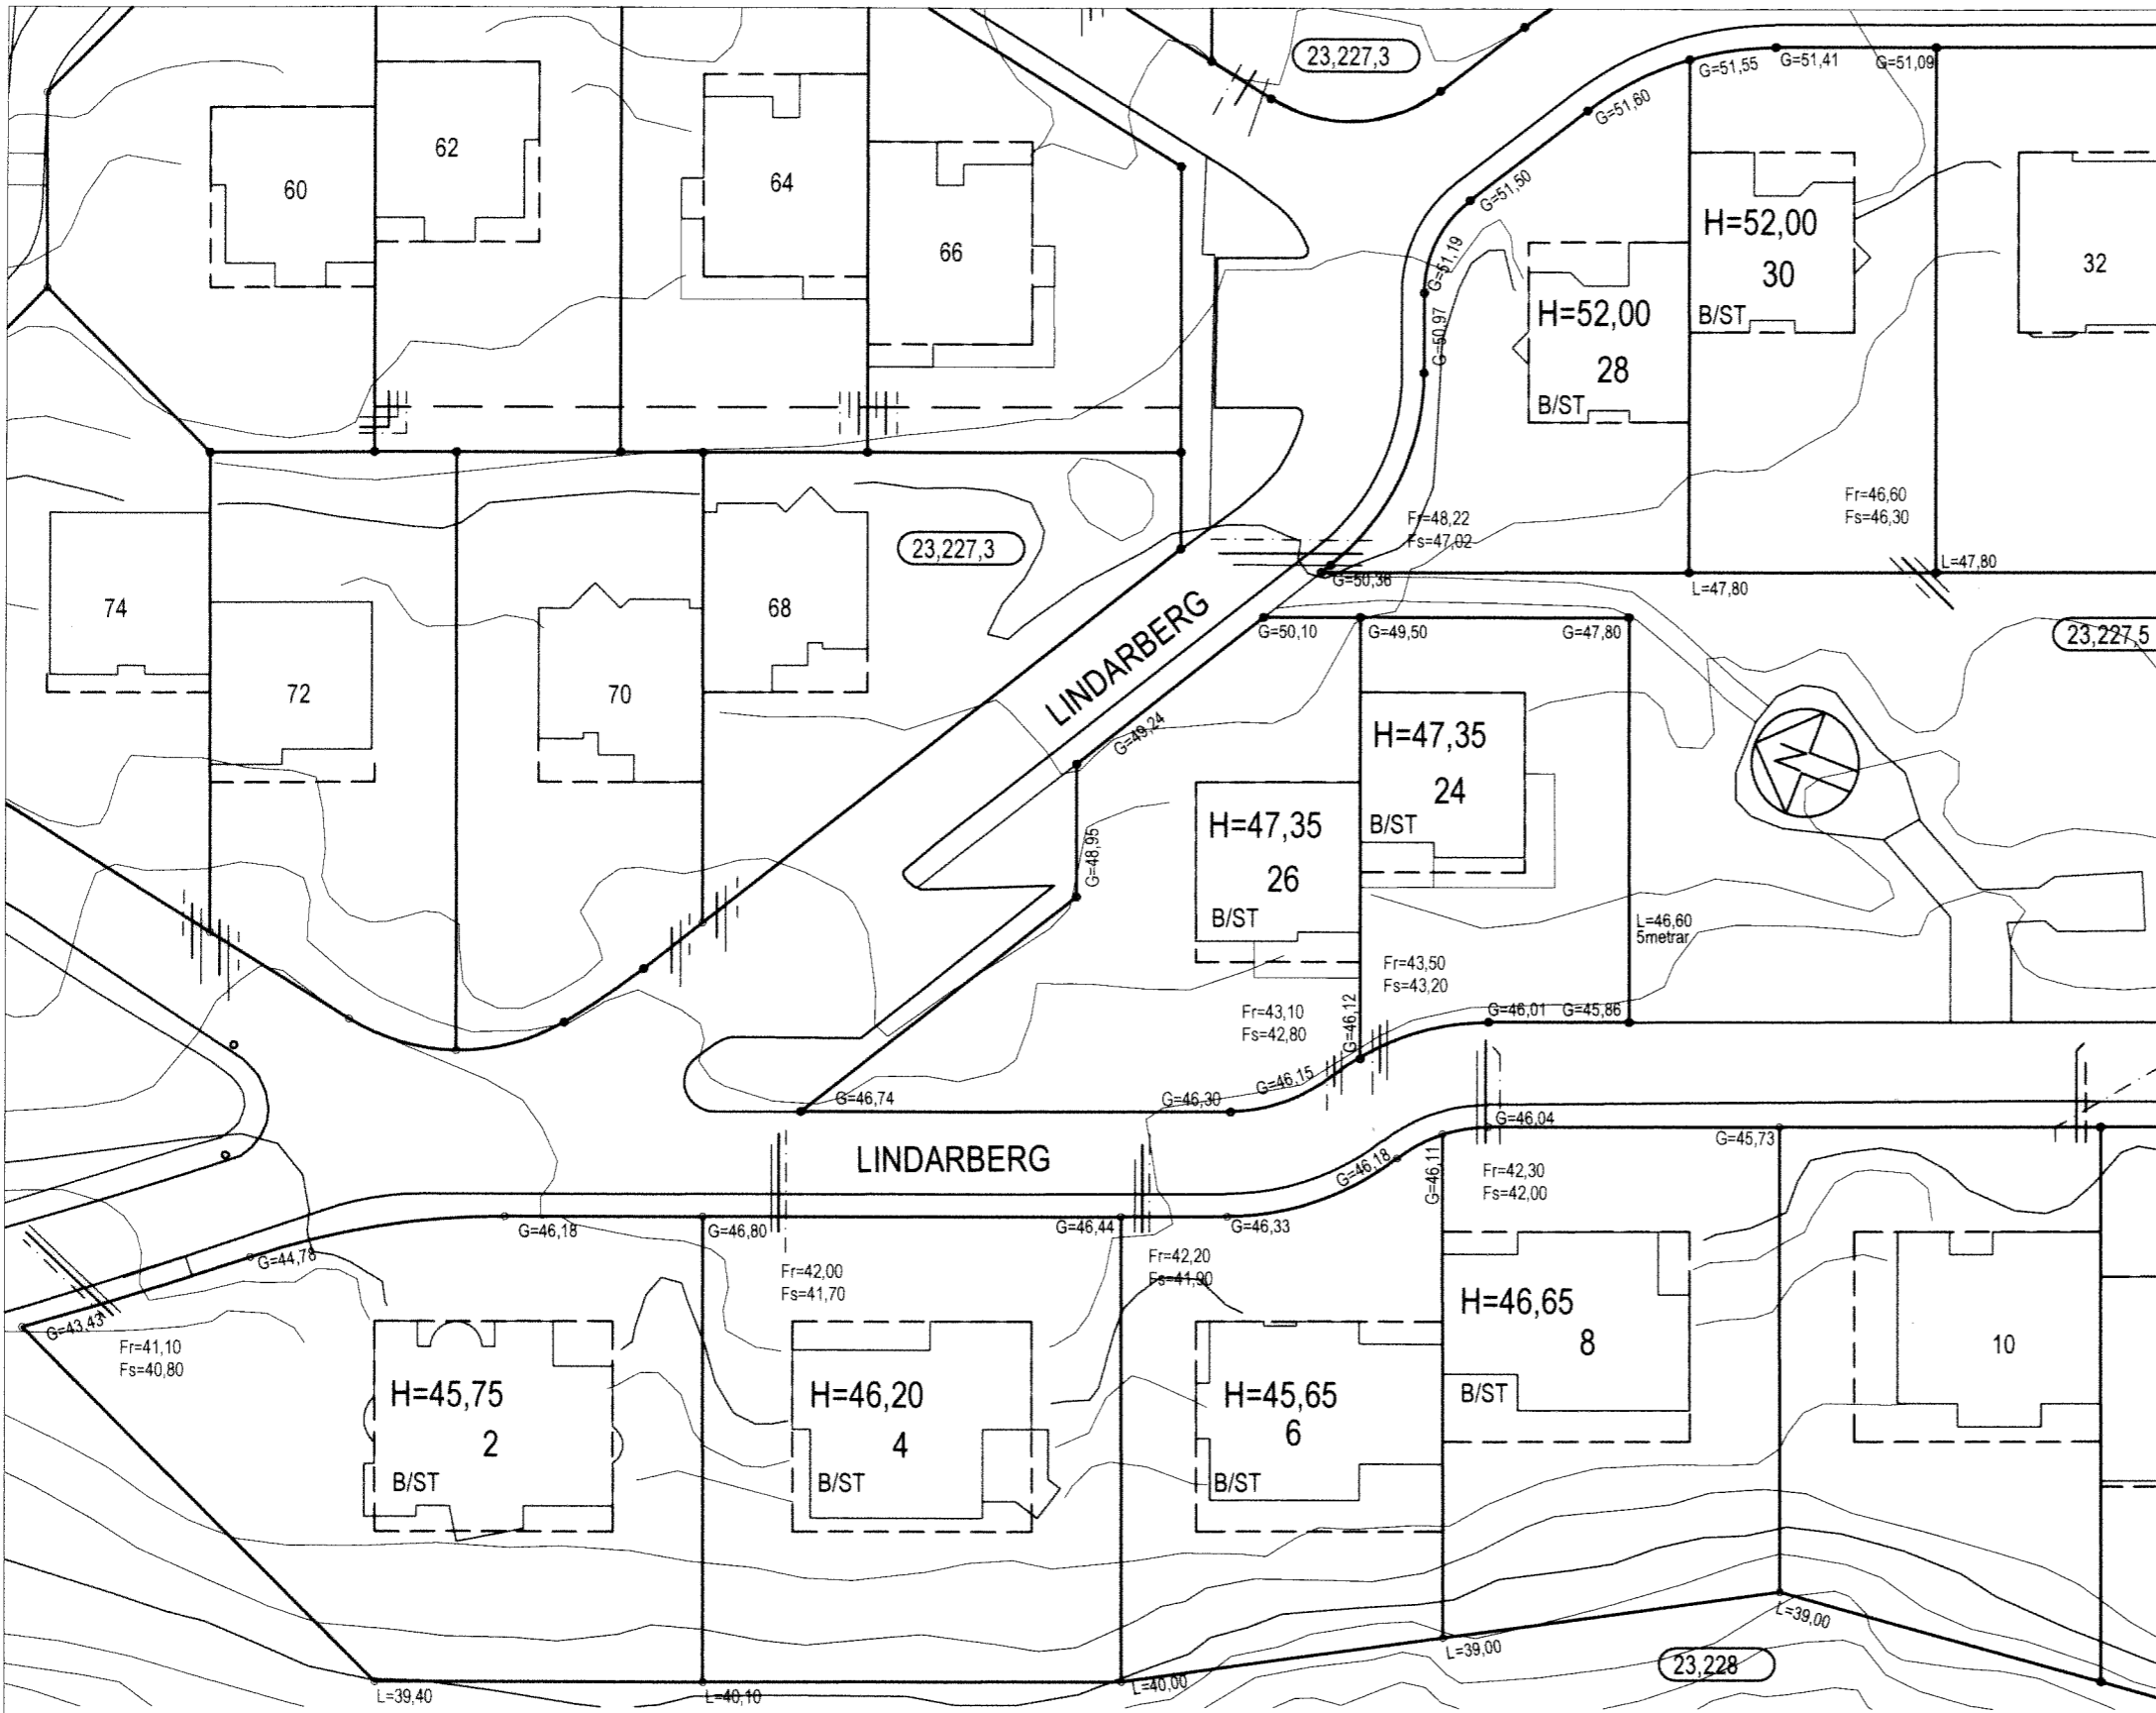 23,227,3
G=51,55
G=51,41
G=51,09
G=51,60
62
60
64
66
G=51,50
H=52,00
30
B/ST
32
G=51,19
G=50,97
H=52,00
28
B/ST
Fr=46,60
Fs=46,30
Fr=48,22
Fs=47,02
23,227,3
G=50,36
L=47,80
L=47,80
74
72
70
68
LINDARBERG
G=50,10
G=49,50
G=47,80
23,227,5
G=49,24
H=47,35
24
B/ST
H=47,35
26
B/ST
N
G=48,95
L=46,60
5metrar
Fr=43,50
Fs=43,20
Fr=43,10
Fs=42,80
G=46,12
G=46,01
G=45,86
G=46,15
G=46,74
G=46,30
G=46,04
G=45,73
LINDARBERG
G=46,18
G=46,11
Fr=42,30
Fs=42,00
G=46,18
G=46,80
G=46,44
G=46,33
G=44,78
Fr=42,00
Fs=41,70
Fr=42,20
Fs=41,90
G=43,43
Fr=41,10
Fs=40,80
H=45,75
2
B/ST
H=46,20
4
B/ST
H=45,65
6
B/ST
H=46,65
8
B/ST
10
L=39,00
L=39,00
23,228
L=39,40
L=40,10
L=40,00